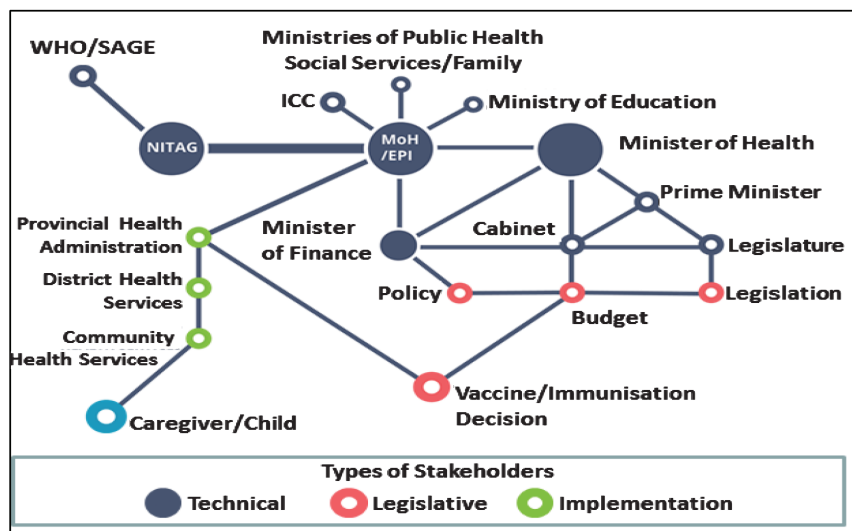 WHO/SAGE
Ministries of Public Health
Social Services/Family
ICC
Ministry of Education
NITAG
MoH
/EPI
Minister of Health
Prime Minister
Provincial Health
Administration
Minister
of Finance
Cabinet
Legislature
District Health
Services
Policy
Budget
Legislation
Community
Health Services
Caregiver/Child
Vaccine/Immunisation
Decision
Types of Stakeholders
Technical
Legislative
Implementation